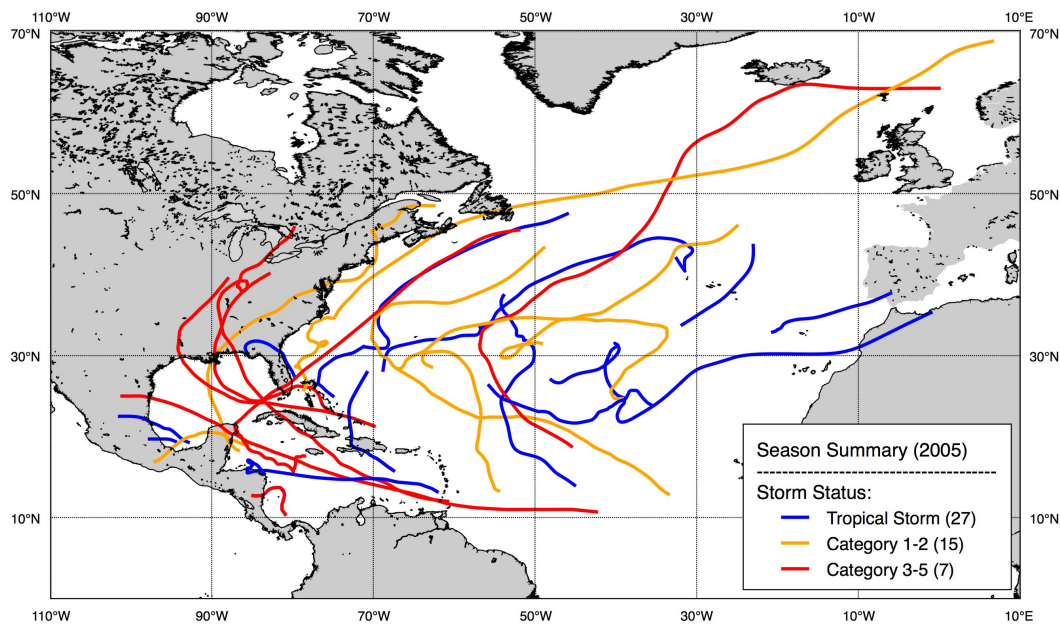 110°W 90°W 70°W 50°W 30°W 10°W 10°E
70°N 70°N
50°N 50°N
30°N 30°N
10°N 10°N
Season Summary (2005)
Storm Status:
Tropical Storm (27)
Category 1-2 (15)
Category 3-5 (7)
110°W 90°W 70°W 50°W 30°W 10°W 10°E